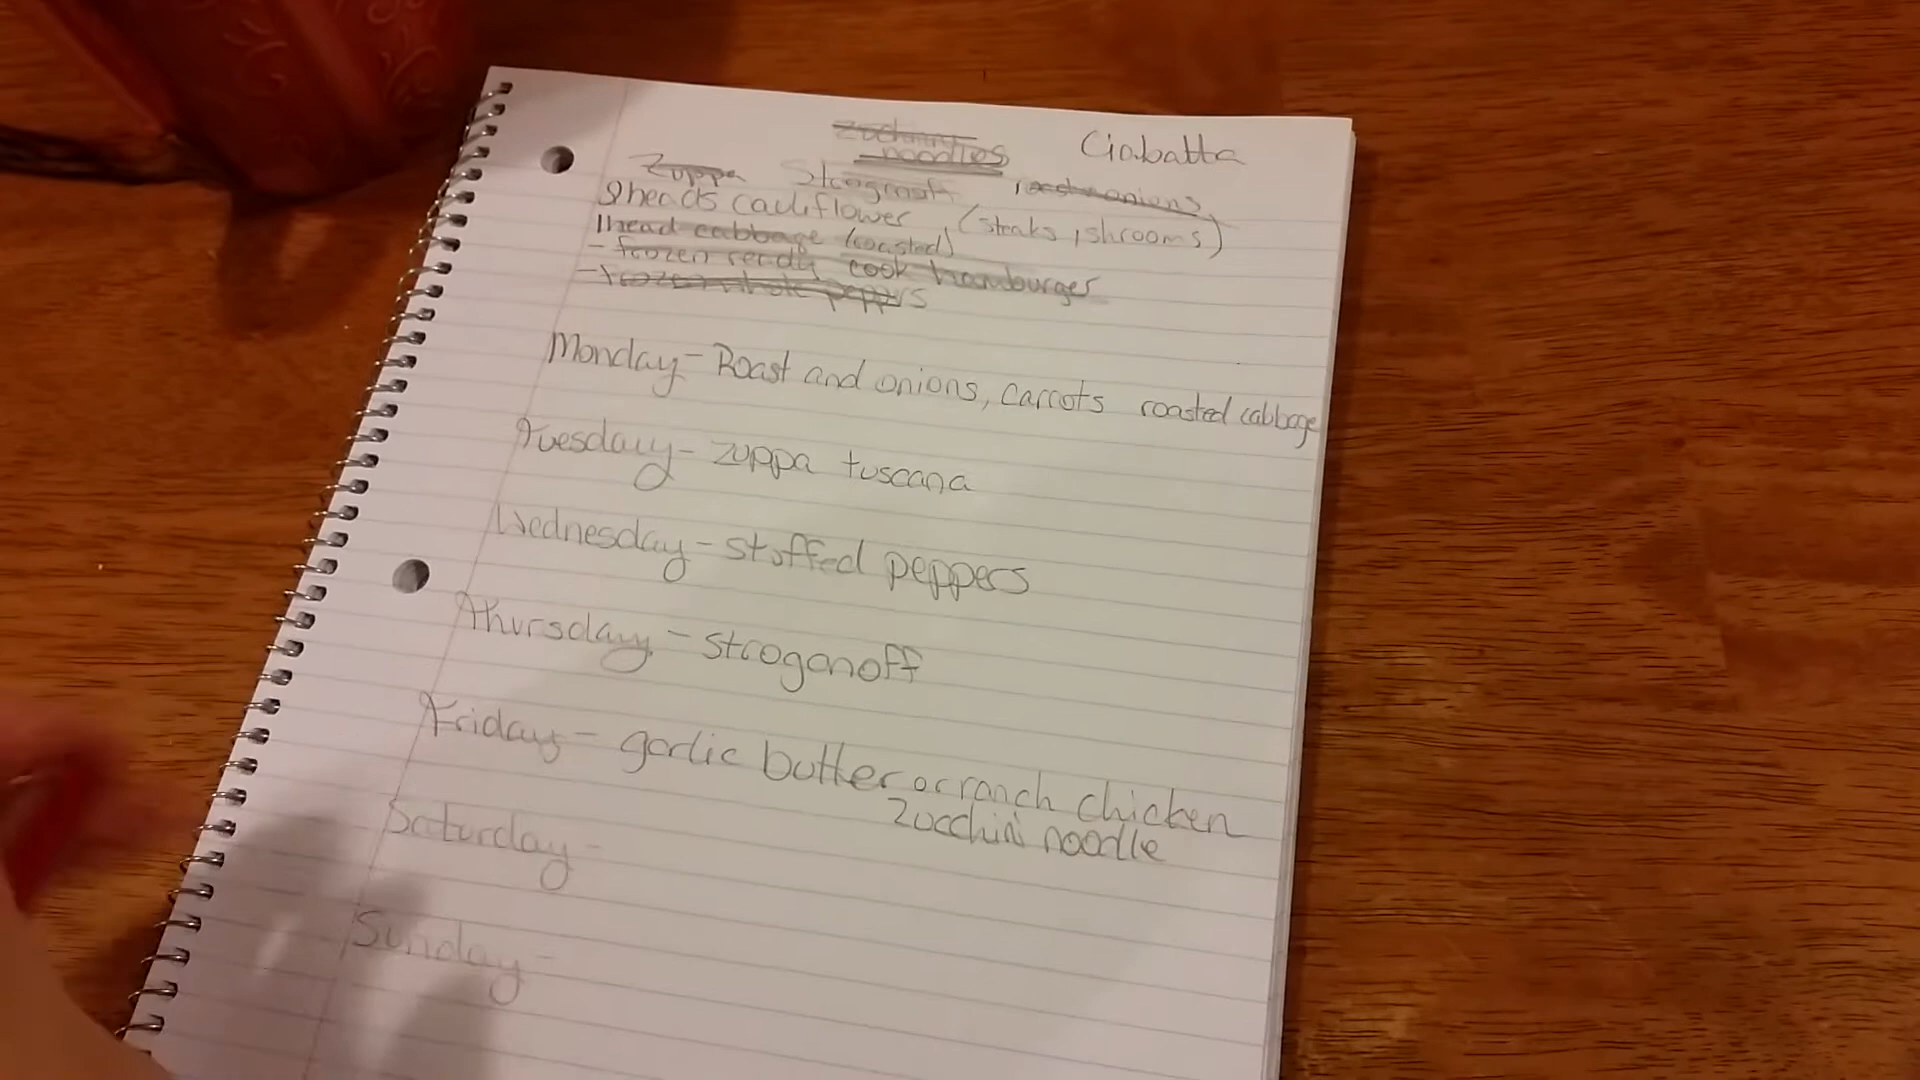 zucchini
noodles
Ciabatta
Zuppa Stroganoff roast onions
2 heads cauliflower (steaks, shrooms)
1 head cabbage (roasted)
- frozen ready cook hamburger
- frozen whole peppers
Monday - Roast and onions, carrots roasted cabbage
Tuesday - zuppa tuscana
Wednesday - stuffed peppers
Thursday - stroganoff
Friday - garlic butter or ranch chicken
zucchini noodle
Saturday -
Sunday -